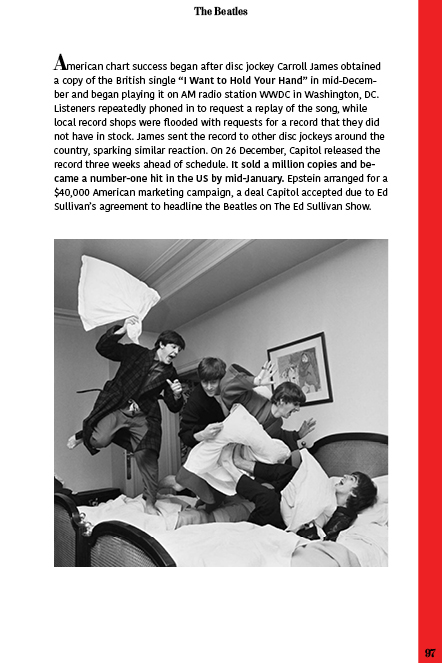 The Beatles
American chart success began after disc jockey Carroll James obtained
a copy of the British single “I Want to Hold Your Hand” in mid-Decem-
ber and began playing it on AM radio station WWDC in Washington, DC.
Listeners repeatedly phoned in to request a replay of the song, while
local record shops were flooded with requests for a record that they did
not have in stock. James sent the record to other disc jockeys around the
country, sparking similar reaction. On 26 December, Capitol released the
record three weeks ahead of schedule. It sold a million copies and be-
came a number-one hit in the US by mid-January. Epstein arranged for a
$40,000 American marketing campaign, a deal Capitol accepted due to Ed
Sullivan’s agreement to headline the Beatles on The Ed Sullivan Show.
97